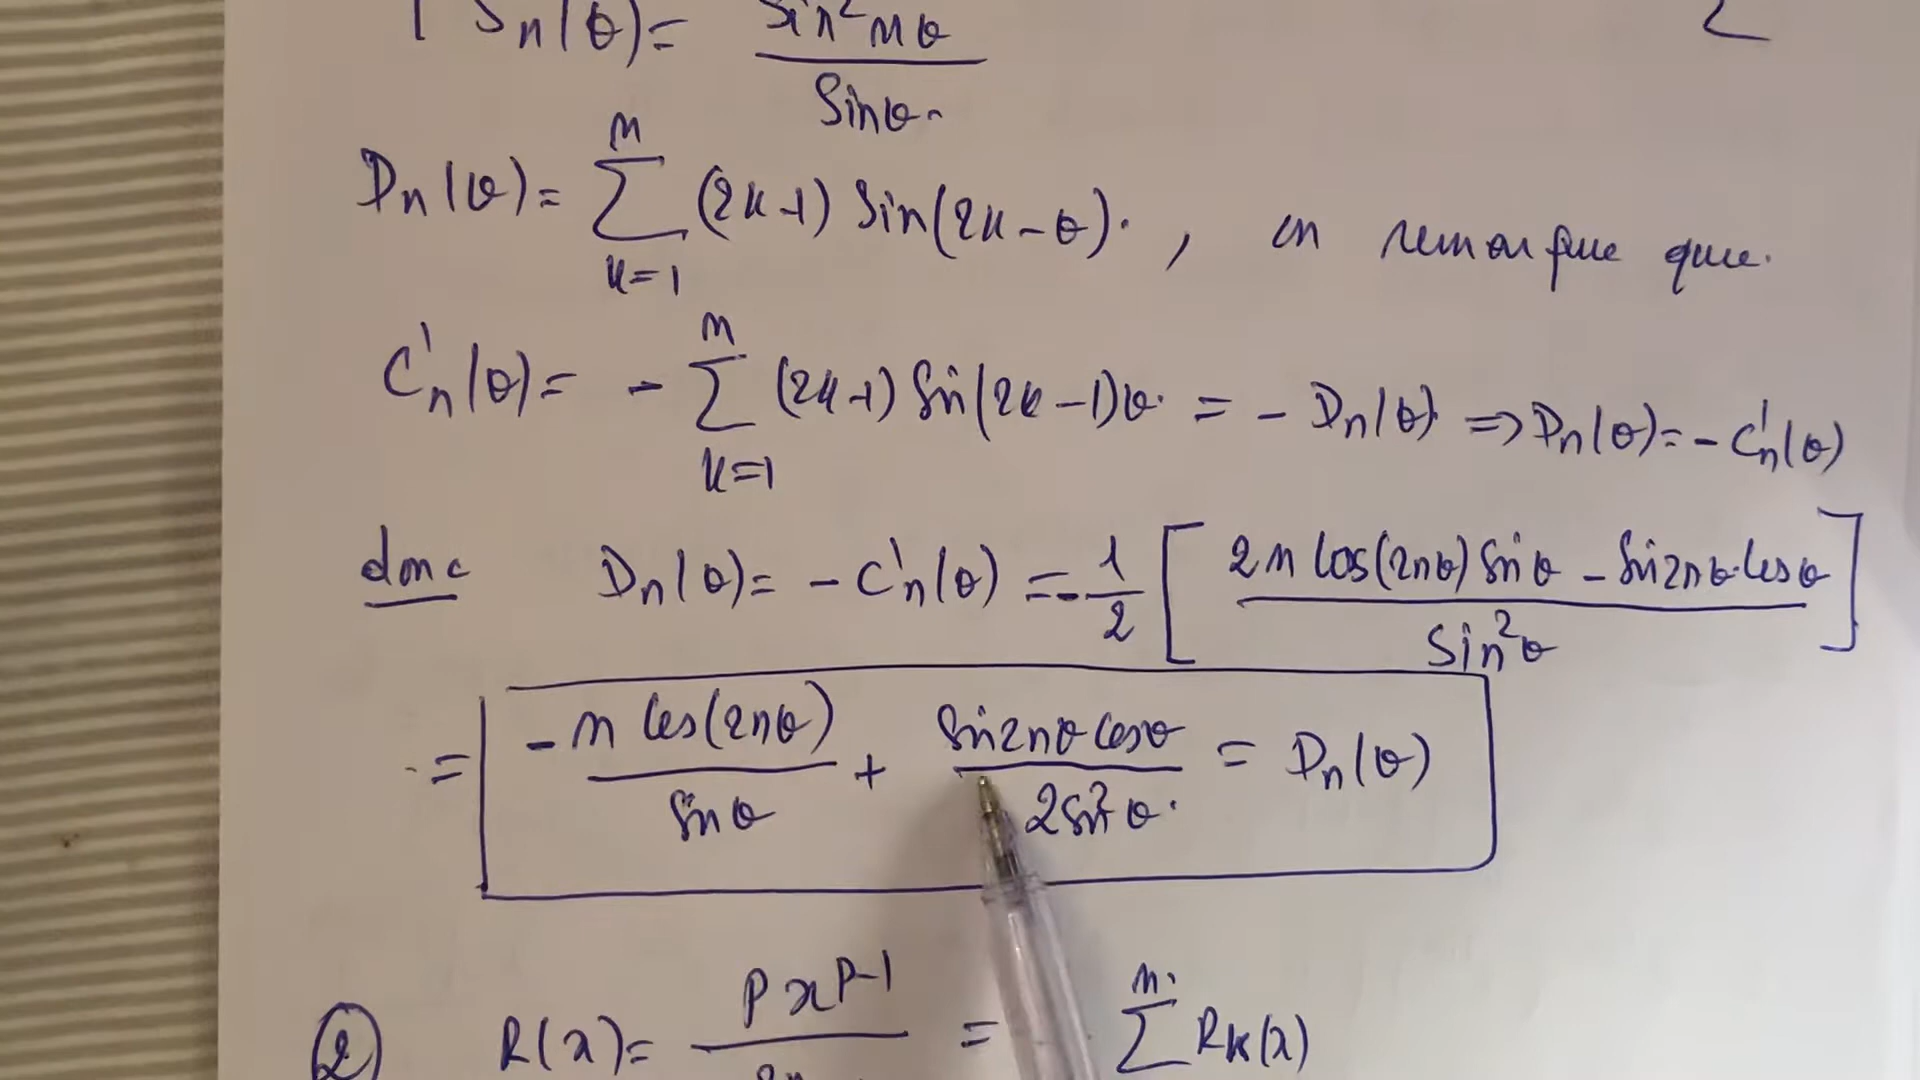 Sn(θ) = sin²nθ / Sinθ.
Dn(θ) = ∑_{k=1}^{n} (2k-1) Sin(2k-θ). , on remarque que.
C'n(θ) = - ∑_{k=1}^{n} (2k-1) Sin(2k-1)θ. = - Dn(θ) ⇒ Dn(θ) = - C'n(θ)
donc Dn(θ) = - C'n(θ) = - 1/2 [ (2n Cos(2nθ) Sinθ - Sin2nθ.Cosθ) / Sin²θ ]
= - n Cos(2nθ) / Sinθ + Sin2nθ Cosθ / 2Sin²θ. = Dn(θ)
② R(x) = px^{p-1} = ∑^{n.} Rk(x)